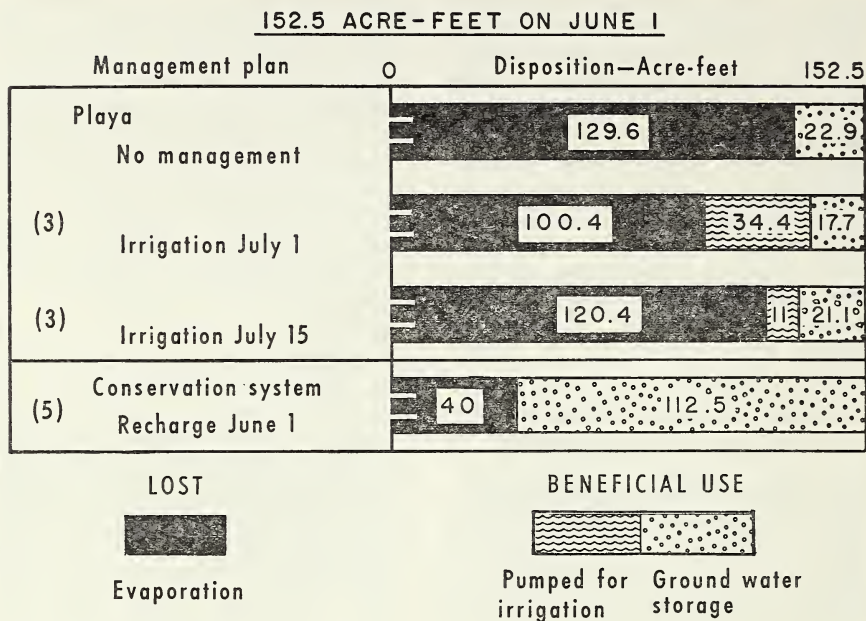 152.5 ACRE-FEET ON JUNE 1
Management plan 0 Disposition—Acre-feet 152.5
Playa
No management 129.6 22.9
(3) Irrigation July 1 100.4 34.4 17.7
(3) Irrigation July 15 120.4 11 21.1
(5) Conservation system
Recharge June 1 40 112.5
LOST BENEFICIAL USE
Evaporation
Pumped for Ground water
irrigation storage